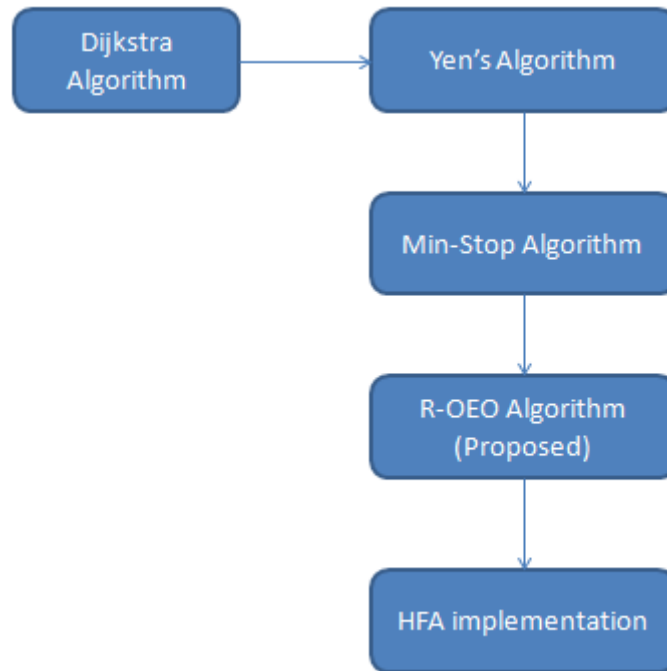 Dijkstra
Algorithm
Yen's Algorithm
Min-Stop Algorithm
R-OEO Algorithm
(Proposed)
HFA implementation